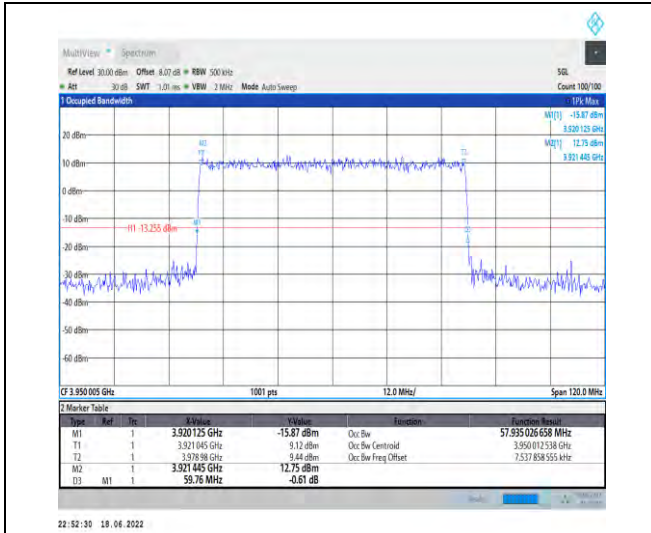 MultiView Spectrum
Ref Level 30.00 dBm Offset 8.07 dB RBW 500 kHz SGL
Att 30 dB SWT 1.01 ms VBW 2 MHz Mode Auto Sweep Count 100/100
1 Occupied Bandwidth 1Pk Max
M1[1] -15.87 dBm
3.920 125 GHz
M2[1] 12.75 dBm
3.921 445 GHz
20 dBm
10 dBm
0 dBm
-10 dBm
H1 -13.255 dBm
-20 dBm
-30 dBm
-40 dBm
-50 dBm
-60 dBm
M2
T1
M1
CF 3.950 005 GHz 1001 pts 12.0 MHz/ Span 120.0 MHz
2 Marker Table
Type Ref Trc X-Value Y-Value Function Function Result
M1 1 3.920 125 GHz -15.87 dBm Occ Bw 57.935 026 658 MHz
T1 1 3.921 045 GHz 9.12 dBm Occ Bw Centroid 3.950 012 538 GHz
T2 1 3.978 98 GHz 9.44 dBm Occ Bw Freq Offset 7.537 858 555 kHz
M2 1 3.921 445 GHz 12.75 dBm
D3 M1 1 59.76 MHz -0.61 dB
22:52:30 18.06.2022